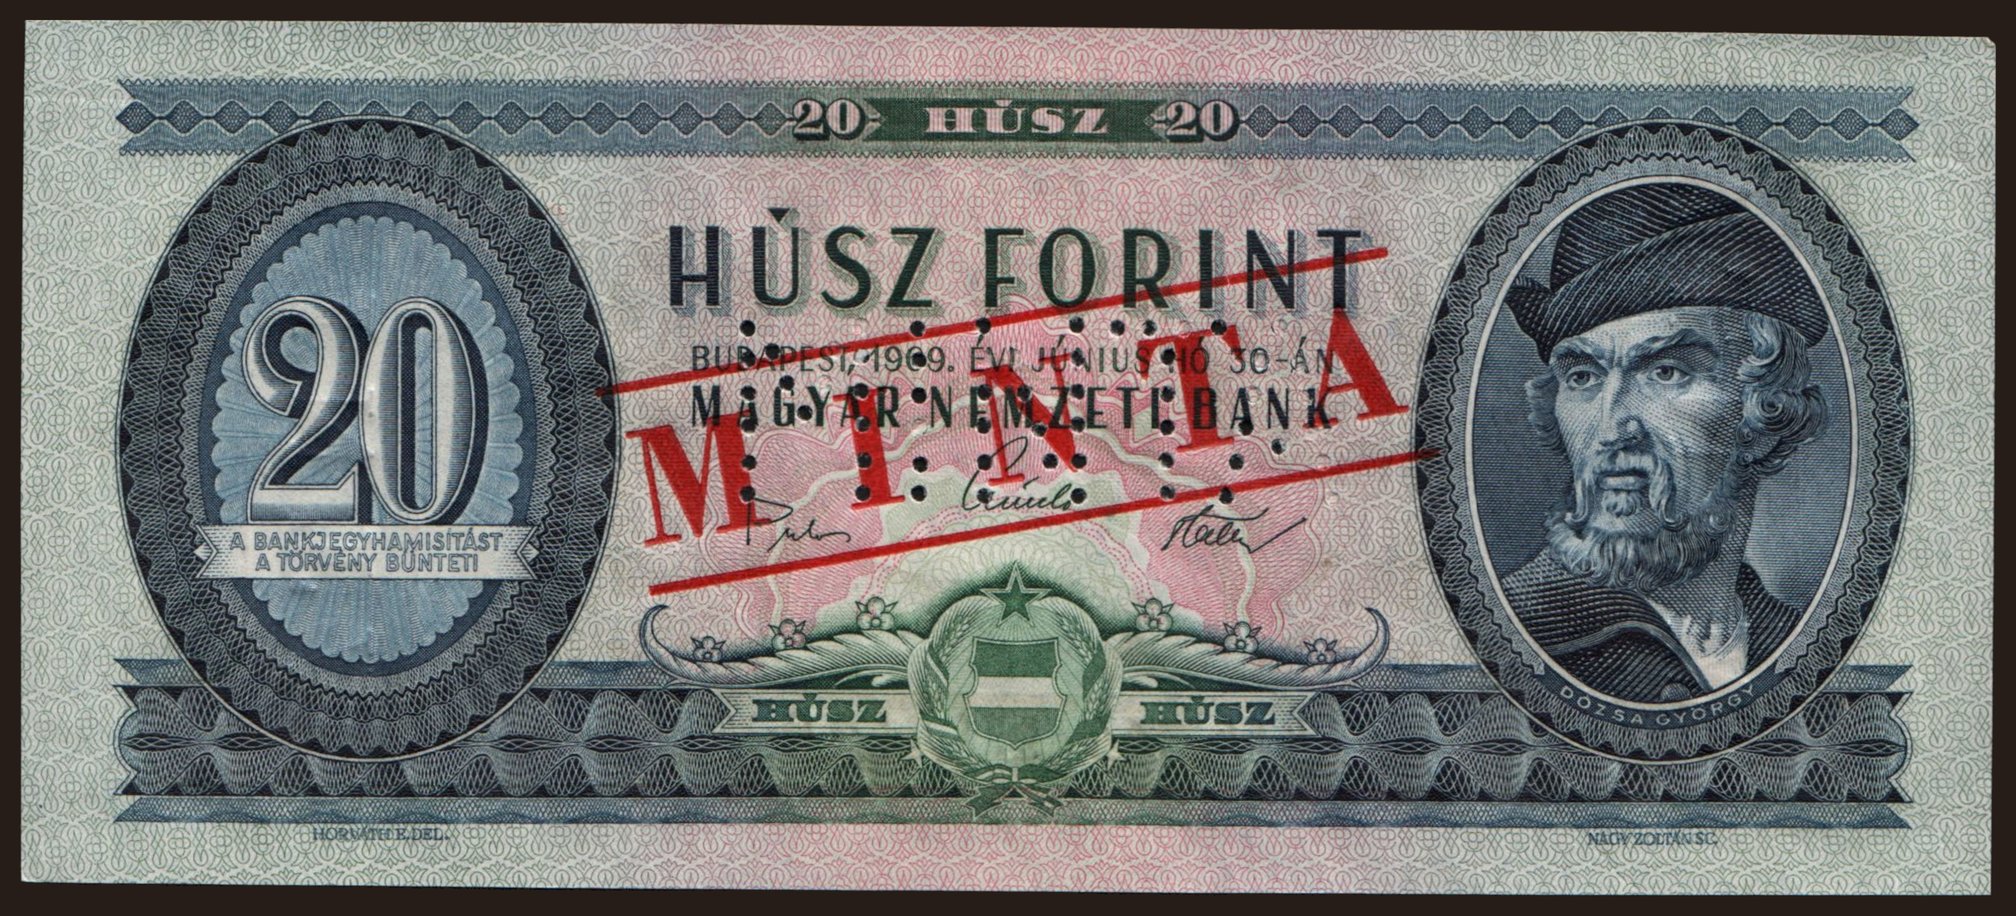 20 HÚSZ 20
HÚSZ FORINT
BUDAPEST, 1969. ÉVI JÚNIUS HÓ 30-ÁN
MAGYAR NEMZETI BANK
MINTA
MINTA
20
A BANKJEGYHAMISÍTÁST
A TÖRVÉNY BÜNTETI
DÓZSA GYÖRGY
HÚSZ HÚSZ
HORVÁTH E. DEL.
NAGY ZOLTÁN SC.